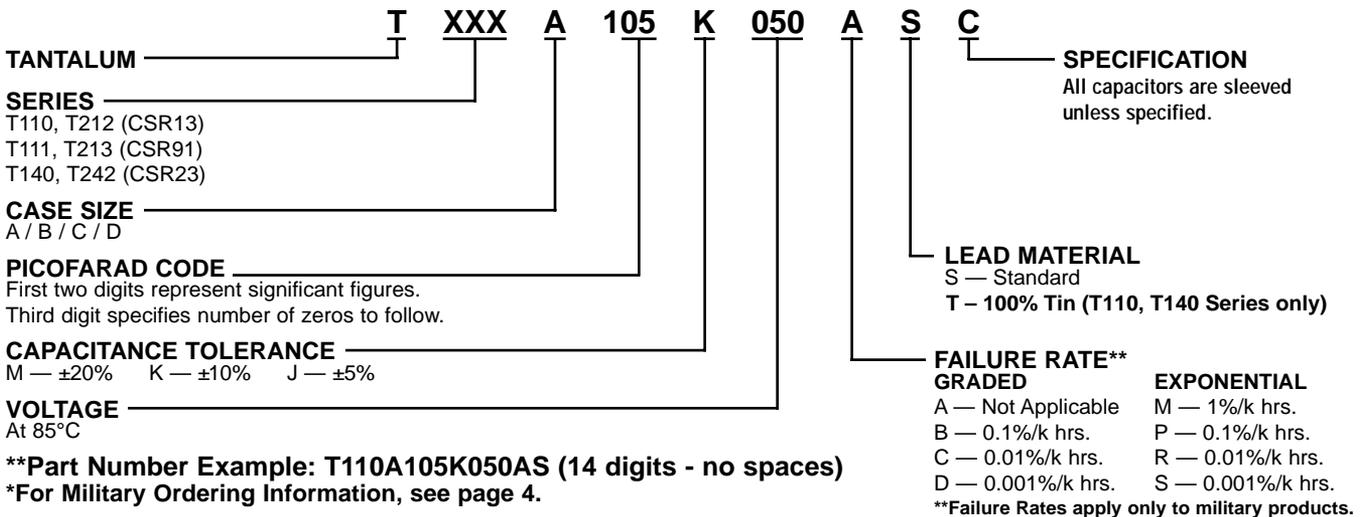 T XXX A 105 K 050 A S C
TANTALUM
SERIES
T110, T212 (CSR13)
T111, T213 (CSR91)
T140, T242 (CSR23)
CASE SIZE
A / B / C / D
PICOFARAD CODE
First two digits represent significant figures.
Third digit specifies number of zeros to follow.
CAPACITANCE TOLERANCE
M — ±20% K — ±10% J — ±5%
VOLTAGE
At 85°C
**Part Number Example: T110A105K050AS (14 digits - no spaces)
*For Military Ordering Information, see page 4.
SPECIFICATION
All capacitors are sleeved
unless specified.
LEAD MATERIAL
S — Standard
T – 100% Tin (T110, T140 Series only)
FAILURE RATE**
GRADED EXPONENTIAL
A — Not Applicable M — 1%/k hrs.
B — 0.1%/k hrs. P — 0.1%/k hrs.
C — 0.01%/k hrs. R — 0.01%/k hrs.
D — 0.001%/k hrs. S — 0.001%/k hrs.
**Failure Rates apply only to military products.